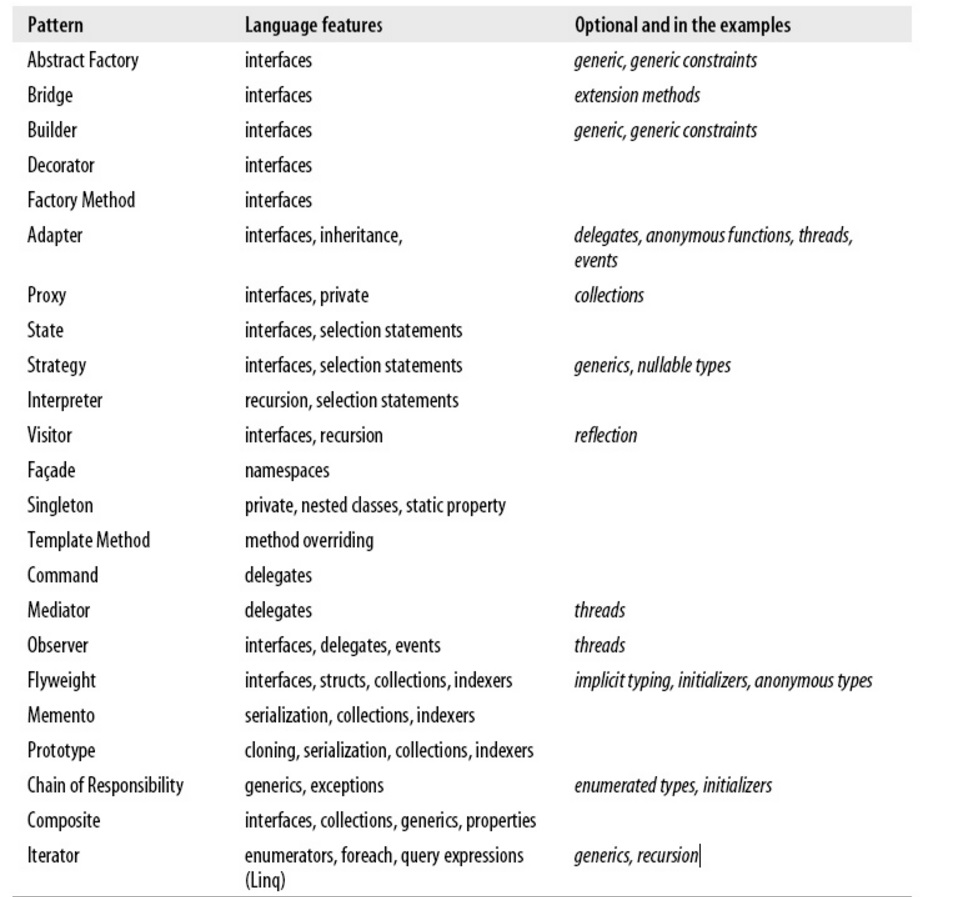 Pattern Language features Optional and in the examples
Abstract Factory interfaces generic, generic constraints
Bridge interfaces extension methods
Builder interfaces generic, generic constraints
Decorator interfaces
Factory Method interfaces
Adapter interfaces, inheritance, delegates, anonymous functions, threads,
events
Proxy interfaces, private collections
State interfaces, selection statements
Strategy interfaces, selection statements generics, nullable types
Interpreter recursion, selection statements
Visitor interfaces, recursion reflection
Façade namespaces
Singleton private, nested classes, static property
Template Method method overriding
Command delegates
Mediator delegates threads
Observer interfaces, delegates, events threads
Flyweight interfaces, structs, collections, indexers implicit typing, initializers, anonymous types
Memento serialization, collections, indexers
Prototype cloning, serialization, collections, indexers
Chain of Responsibility generics, exceptions enumerated types, initializers
Composite interfaces, collections, generics, properties
Iterator enumerators, foreach, query expressions generics, recursion
(Linq)